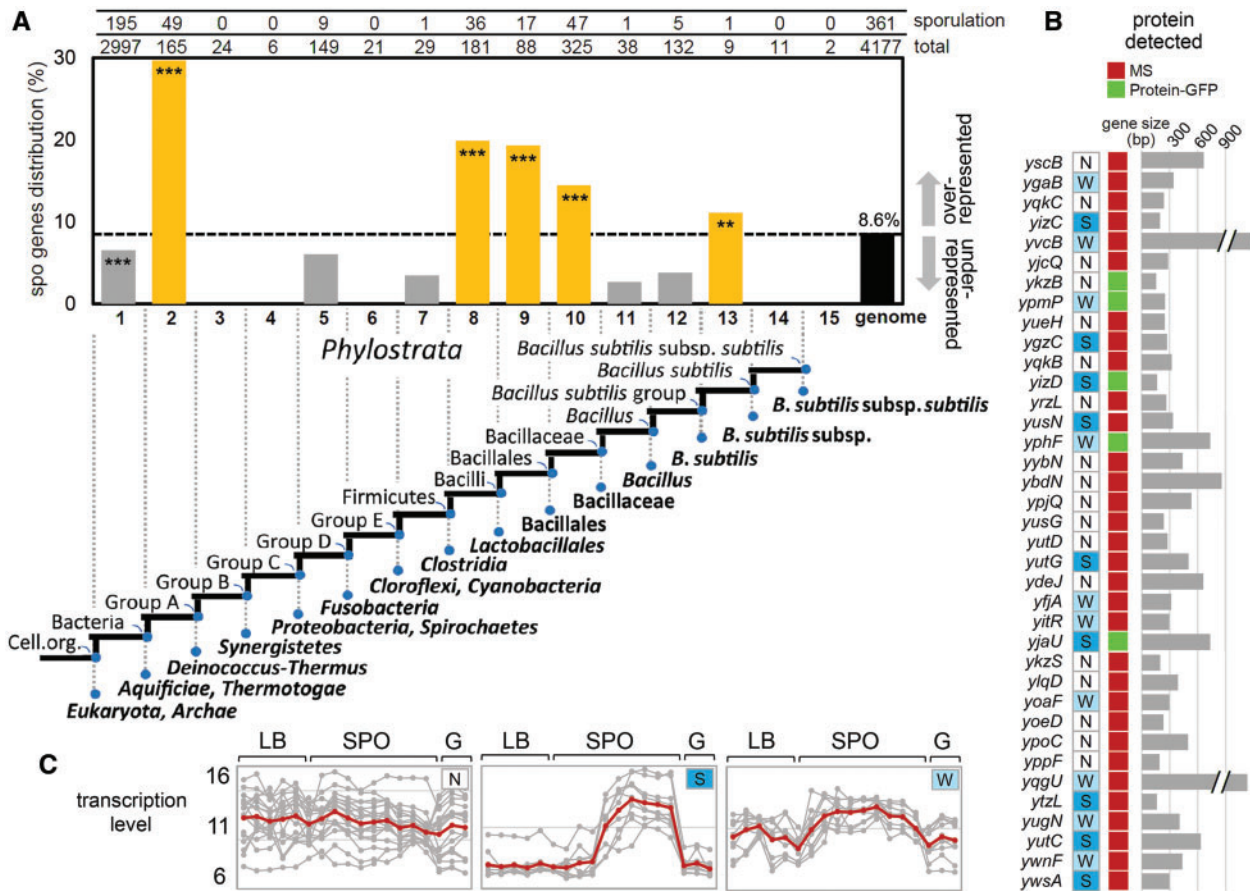 A
195 49 0 0 9 0 1 36 17 47 1 5 1 0 0 361 sporulation
2997 165 24 6 149 21 29 181 88 325 38 132 9 11 2 4177 total
spo genes distribution (%)
30
20
10
0
*** *** *** *** *** **
8.6%
over-represented
under-represented
1 2 3 4 5 6 7 8 9 10 11 12 13 14 15 genome
Phylostrata
Bacillus subtilis subsp. subtilis
Bacillus subtilis
Bacillus subtilis group
Bacillus
Bacillaceae
Bacillales
Bacilli
Firmicutes
Group E
Group D
Group C
Group B
Group A
Bacteria
Cell.org.
B. subtilis subsp. subtilis
B. subtilis subsp.
B. subtilis
Bacillus
Bacillaceae
Bacillales
Lactobacillales
Clostridia
Cloroflexi, Cyanobacteria
Fusobacteria
Proteobacteria, Spirochaetes
Synergistetes
Deinococcus-Thermus
Aquificiae, Thermotogae
Eukaryota, Archae
B
protein
detected
MS
Protein-GFP
gene size
(bp)
300 600 900
yscB N
ygaB W
yqkC N
yizC S
yvcB W
yjcQ N
ykzB N
ypmP W
yueH N
ygzC S
yqkB N
yizD S
yrzL N
yusN S
yphF W
yybN N
ybdN N
ypjQ N
yusG N
yutD N
yutG S
ydeJ N
yfjA W
yitR W
yjaU S
ykzS N
ylqD N
yoaF W
yoeD N
ypoC N
yppF N
yqgU W
ytzL S
yugN W
yutC S
ywnF W
ywsA S
C
transcription
level
16
11
6
LB SPO G
N
LB SPO G
S
LB SPO G
W